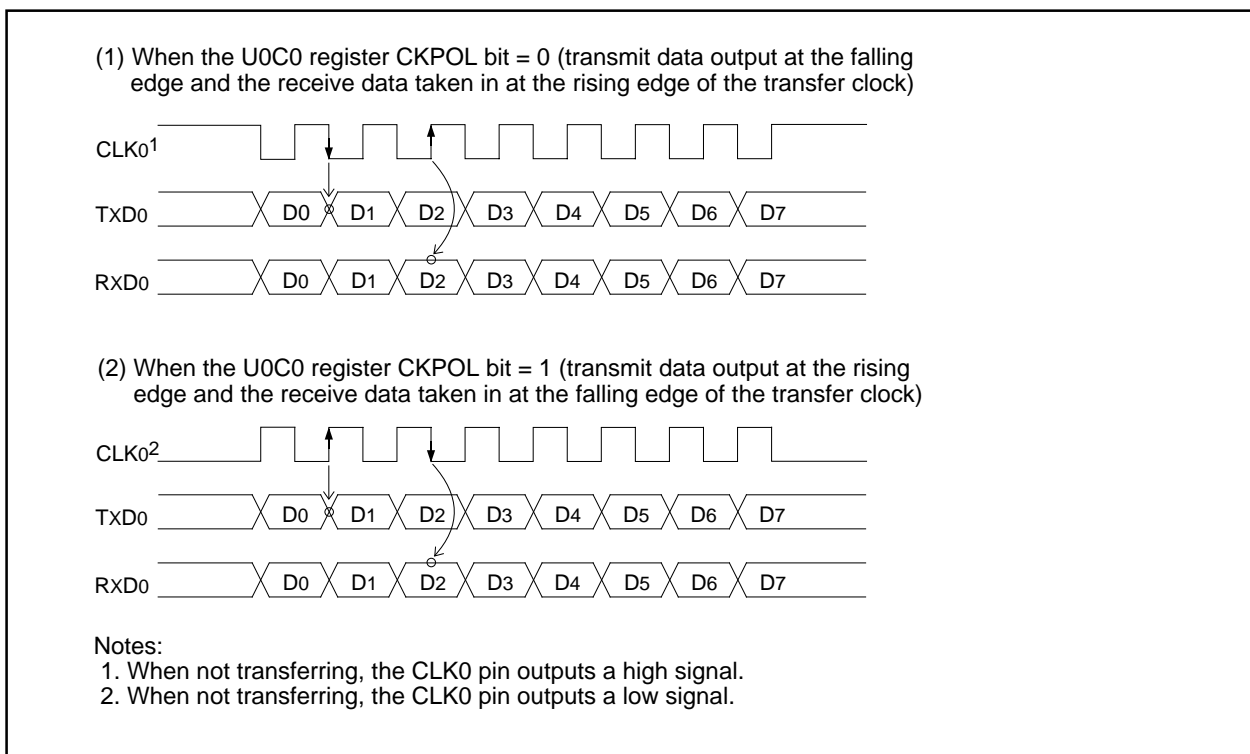 (1) When the U0C0 register CKPOL bit = 0 (transmit data output at the falling
edge and the receive data taken in at the rising edge of the transfer clock)
CLK0¹
TxD0 D0 D1 D2 D3 D4 D5 D6 D7
RXD0 D0 D1 D2 D3 D4 D5 D6 D7
(2) When the U0C0 register CKPOL bit = 1 (transmit data output at the rising
edge and the receive data taken in at the falling edge of the transfer clock)
CLK0²
TXD0 D0 D1 D2 D3 D4 D5 D6 D7
RXD0 D0 D1 D2 D3 D4 D5 D6 D7
Notes:
1. When not transferring, the CLK0 pin outputs a high signal.
2. When not transferring, the CLK0 pin outputs a low signal.